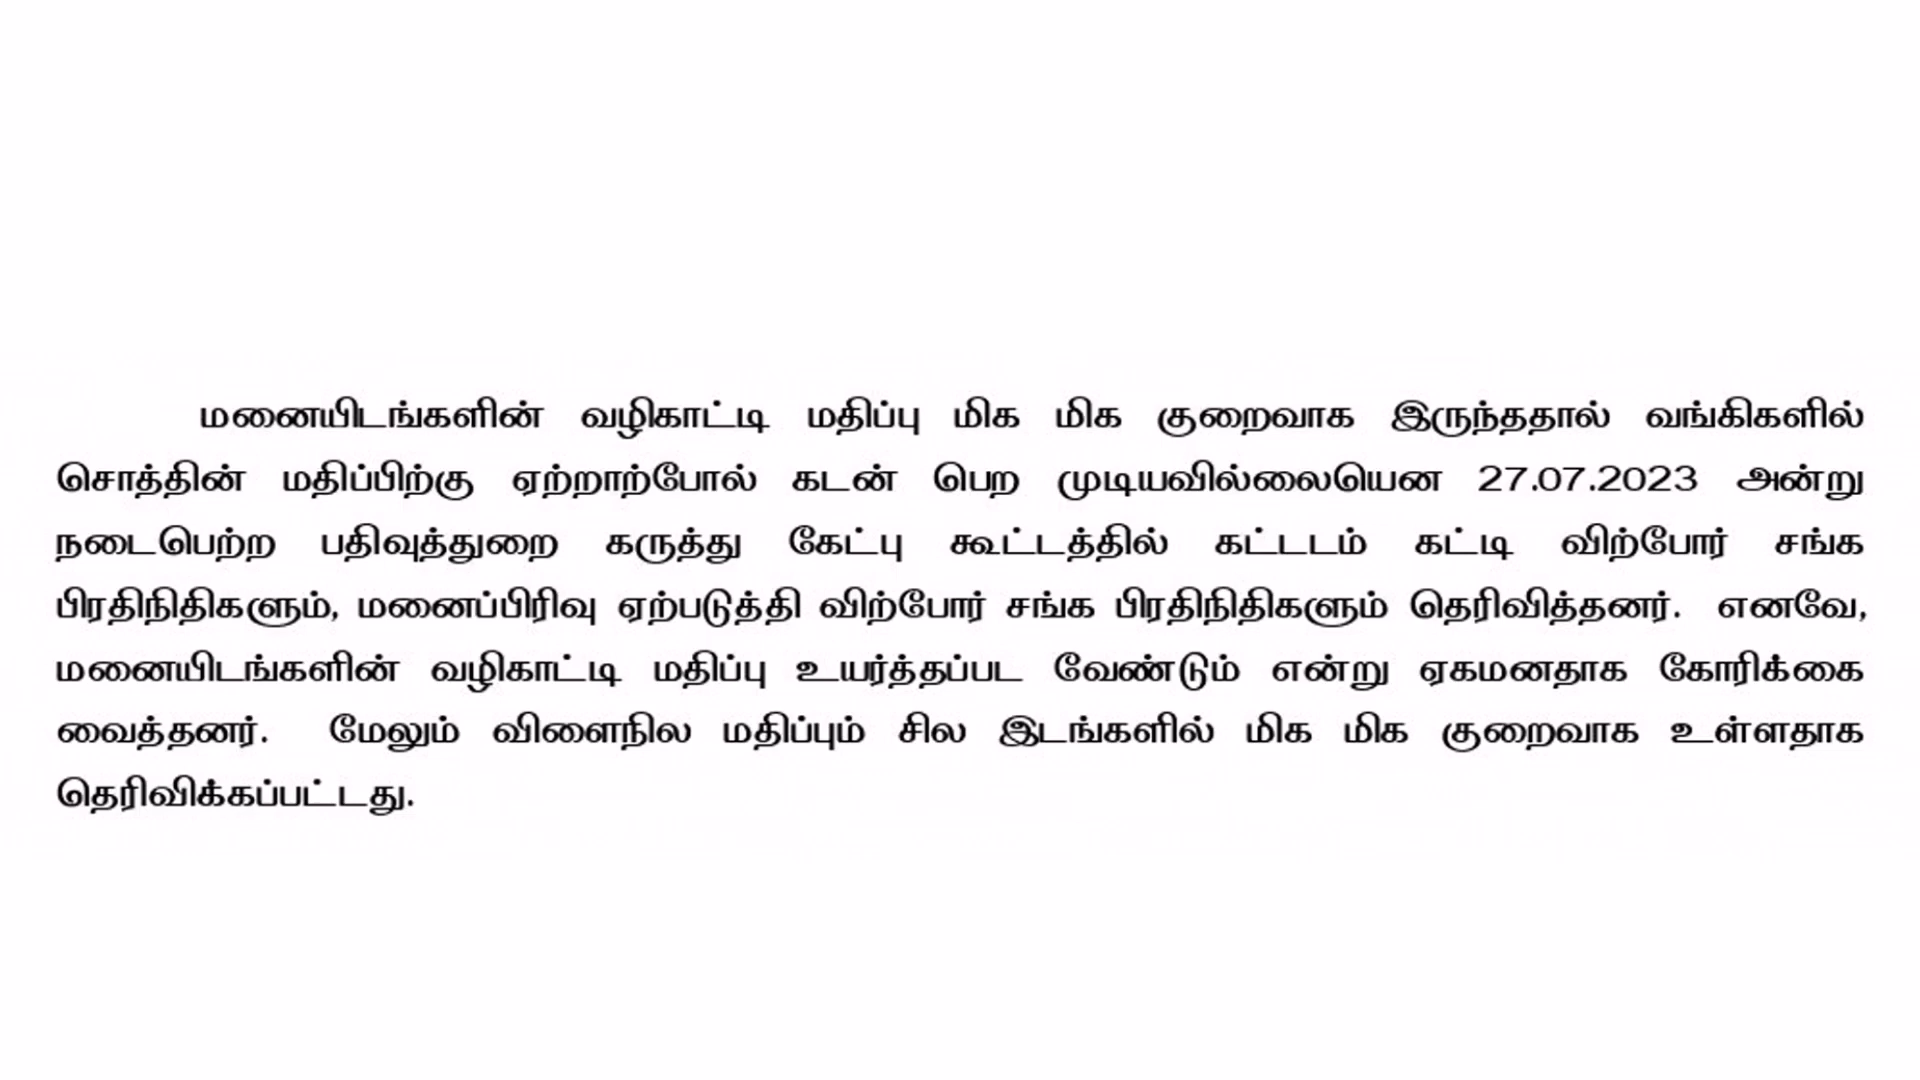 மனையிடங்களின் வழிகாட்டி மதிப்பு மிக மிக குறைவாக இருந்ததால் வங்கிகளில்
சொத்தின் மதிப்பிற்கு ஏற்றாற்போல் கடன் பெற முடியவில்லையென 27.07.2023 அன்று
நடைபெற்ற பதிவுத்துறை கருத்து கேட்பு கூட்டத்தில் கட்டடம் கட்டி விற்போர் சங்க
பிரதிநிதிகளும், மனைப்பிரிவு ஏற்படுத்தி விற்போர் சங்க பிரதிநிதிகளும் தெரிவித்தனர். எனவே,
மனையிடங்களின் வழிகாட்டி மதிப்பு உயர்த்தப்பட வேண்டும் என்று ஏகமனதாக கோரிக்கை
வைத்தனர். மேலும் விளைநில மதிப்பும் சில இடங்களில் மிக மிக குறைவாக உள்ளதாக
தெரிவிக்கப்பட்டது.